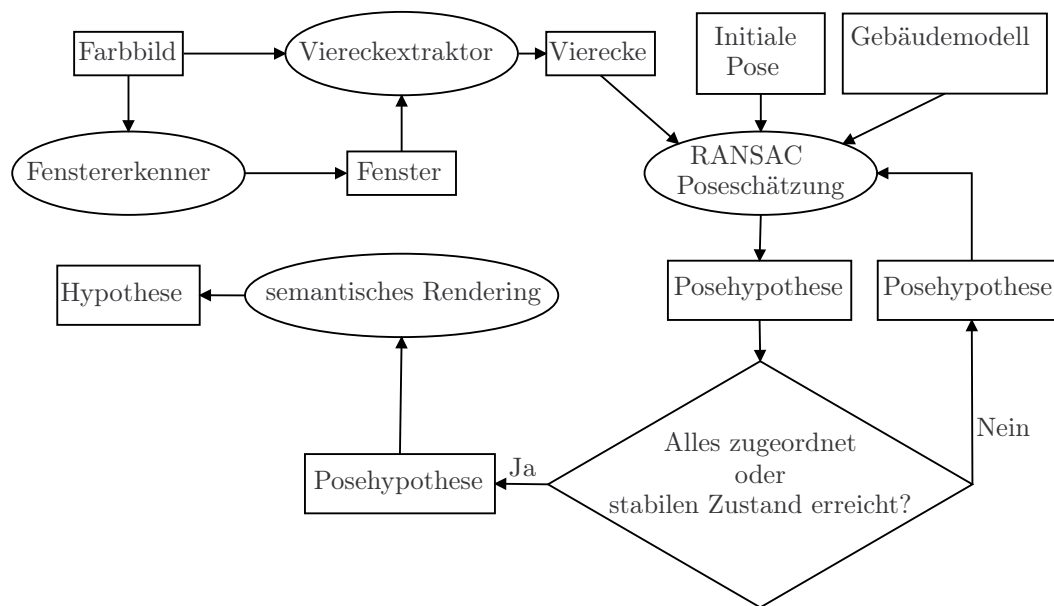 Farbbild
Viereckextraktor
Vierecke
Initiale
Pose
Gebäudemodell
Fenstererkenner
Fenster
RANSAC
Poseschätzung
Hypothese
semantisches Rendering
Posehypothese
Posehypothese
Alles zugeordnet
oder
stabilen Zustand erreicht?
Nein
Ja
Posehypothese